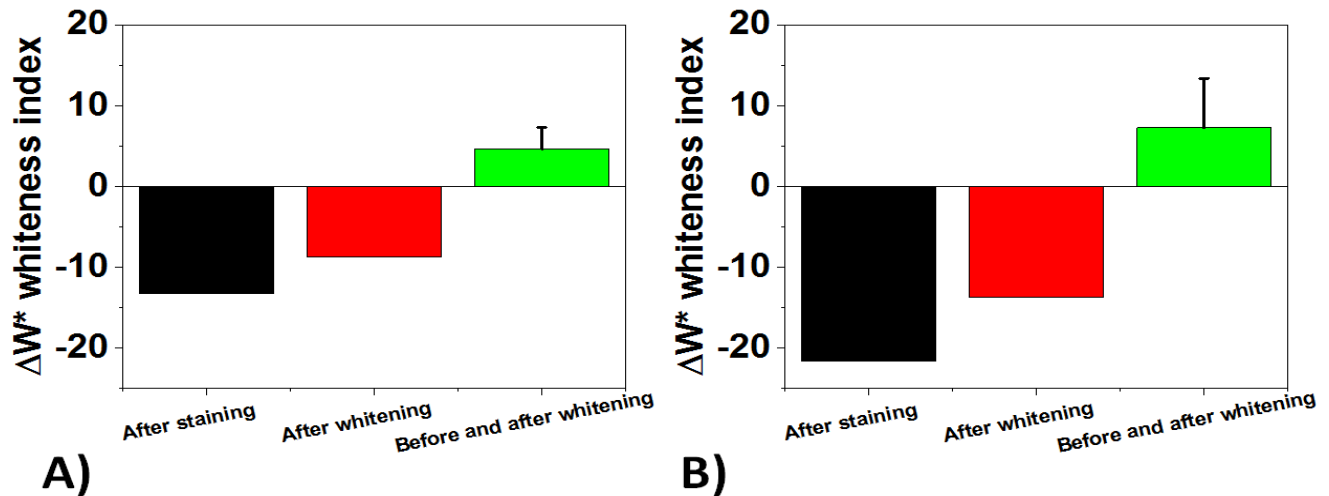 ΔW* whiteness index
20
10
0
-10
-20
After staining
After whitening
Before and after whitening
A)
ΔW* whiteness index
20
10
0
-10
-20
After staining
After whitening
Before and after whitening
B)